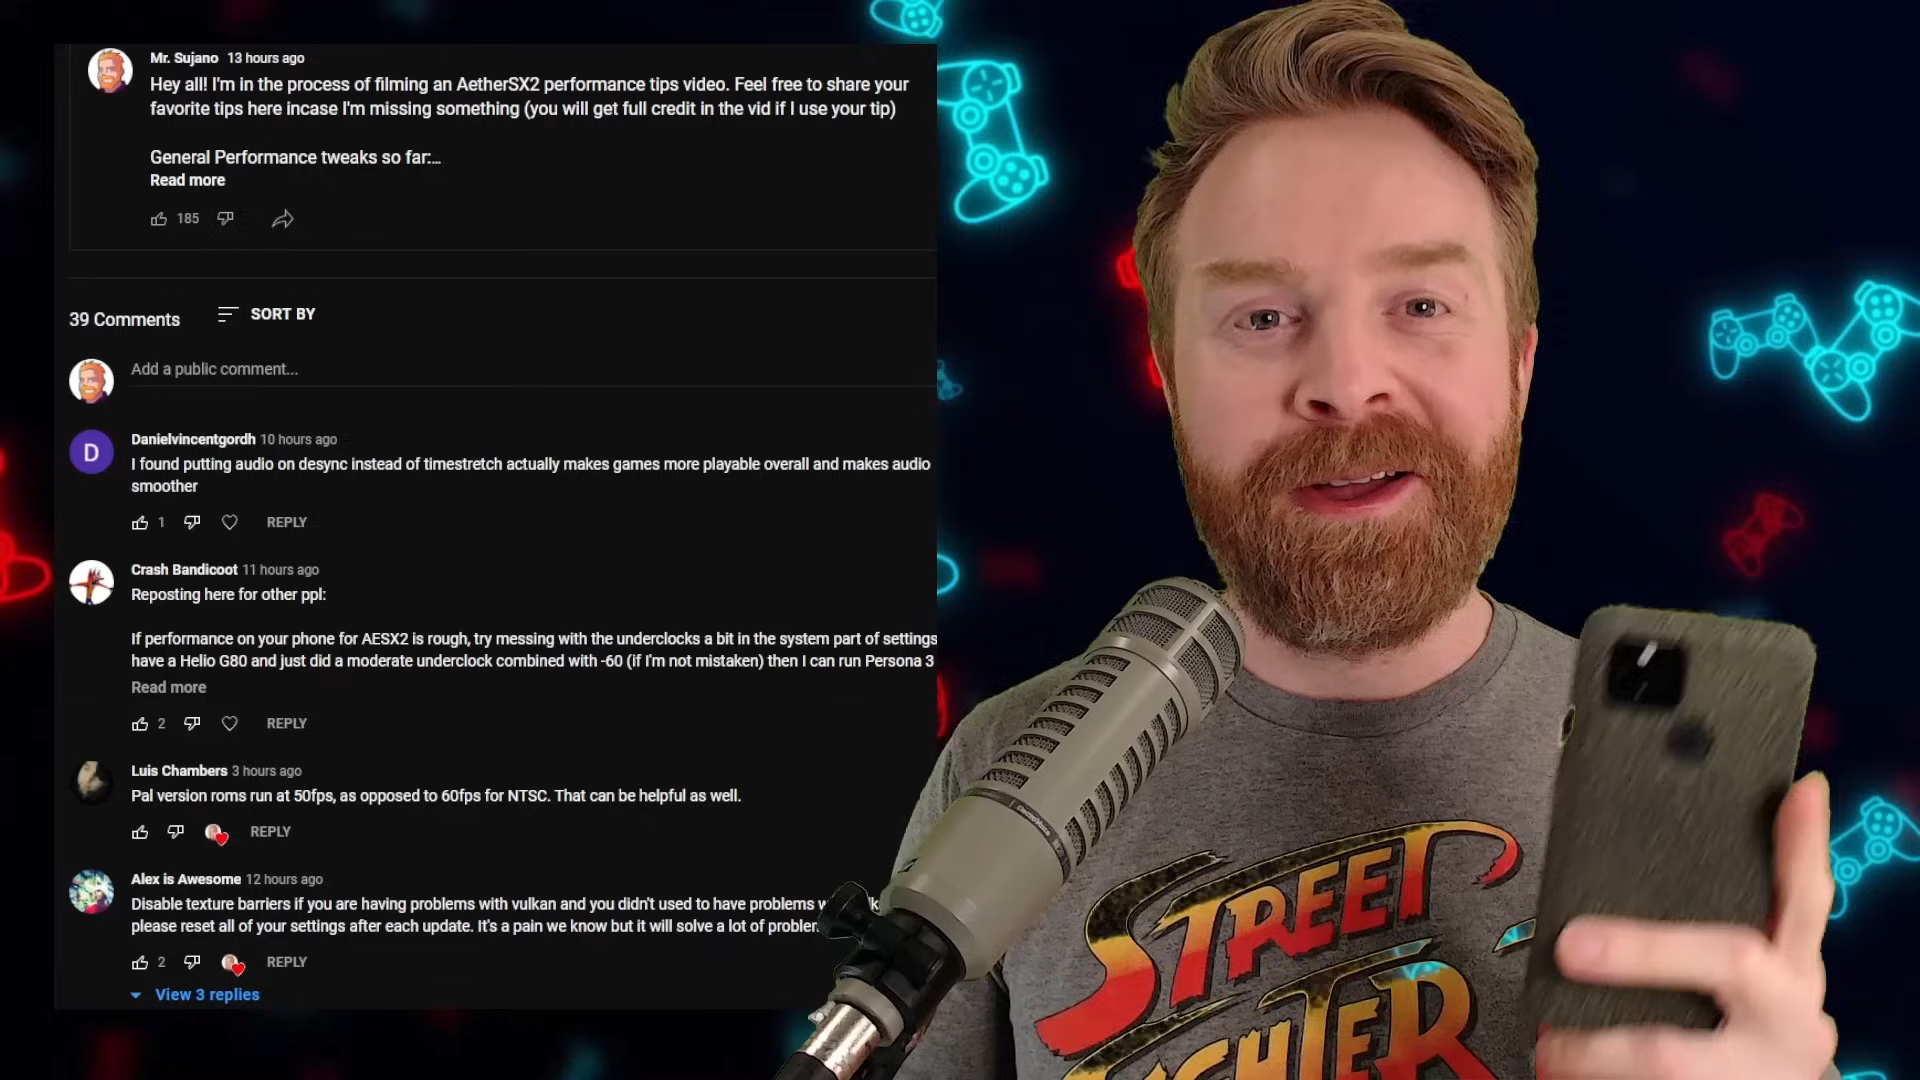 Mr. Sujano 13 hours ago
Hey all! I'm in the process of filming an AetherSX2 performance tips video. Feel free to share your
favorite tips here incase I'm missing something (you will get full credit in the vid if I use your tip)
General Performance tweaks so far:...
Read more
185
39 Comments SORT BY
Add a public comment...
D
Danielvincentgordh 10 hours ago
I found putting audio on desync instead of timestretch actually makes games more playable overall and makes audio
smoother
1 REPLY
Crash Bandicoot 11 hours ago
Reposting here for other ppl:
If performance on your phone for AESX2 is rough, try messing with the underclocks a bit in the system part of settings
have a Helio G80 and just did a moderate underclock combined with -60 (if I'm not mistaken) then I can run Persona 3
Read more
2 REPLY
Luis Chambers 3 hours ago
Pal version roms run at 50fps, as opposed to 60fps for NTSC. That can be helpful as well.
REPLY
Alex is Awesome 12 hours ago
Disable texture barriers if you are having problems with vulkan and you didn't used to have problems
please reset all of your settings after each update. It's a pain we know but it will solve a lot of
2 REPLY
View 3 replies
STREET
FIGHTER